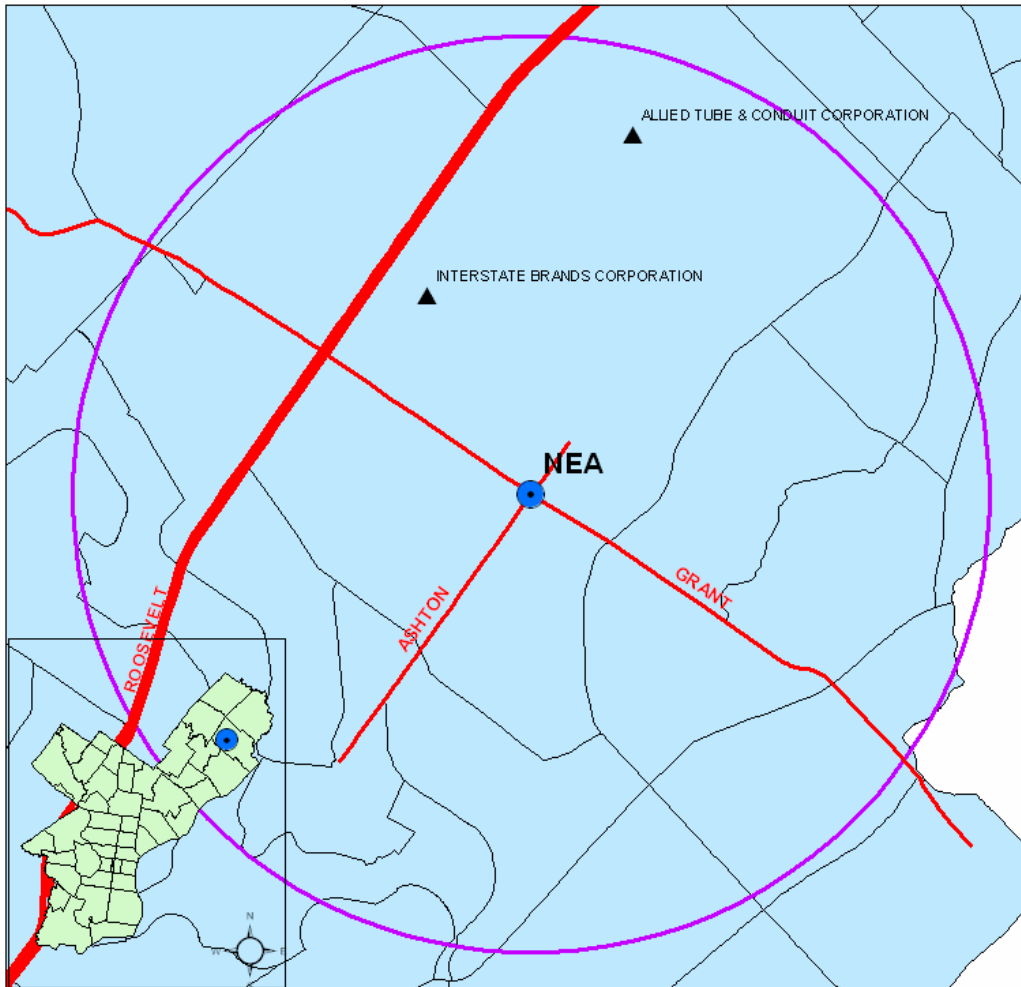 ALLIED TUBE & CONDUIT CORPORATION
INTERSTATE BRANDS CORPORATION
NEA
GRANT
ASHTON
ROOSEVELT
N
W
E